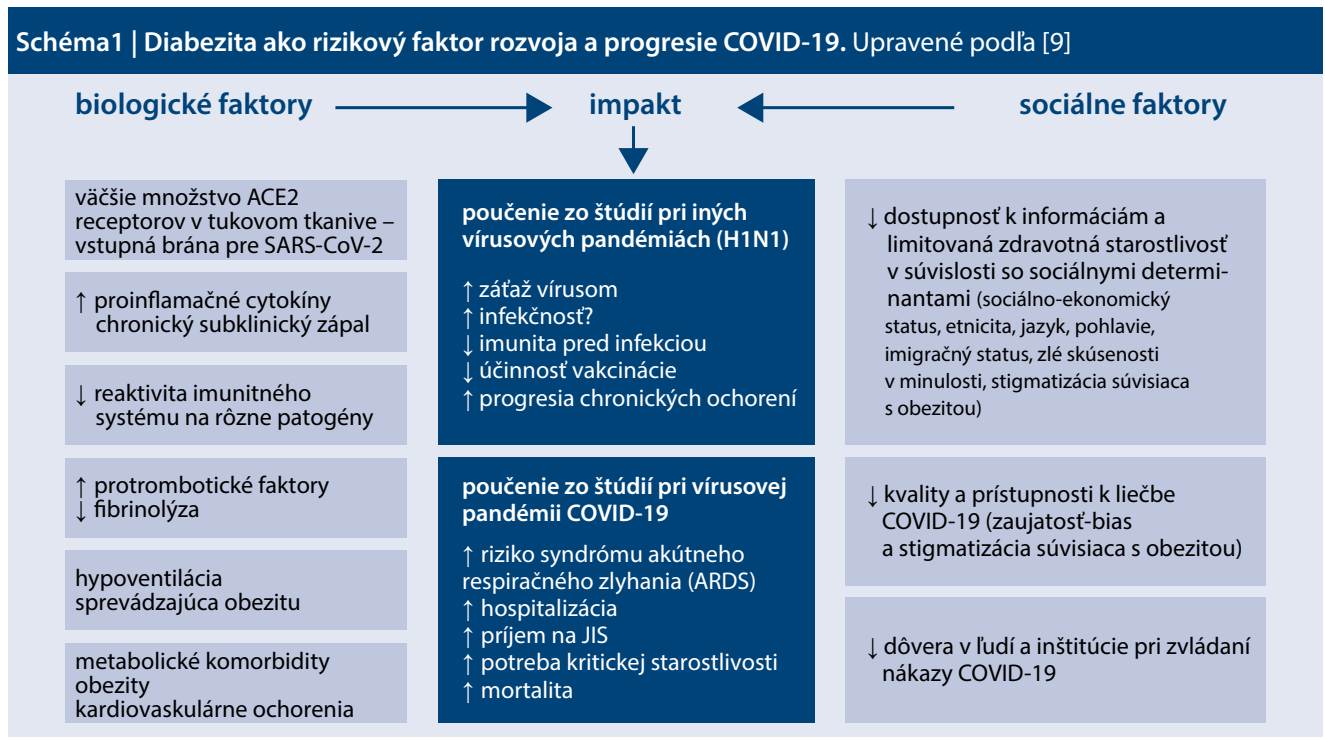 Schéma1 | Diabezita ako rizikový faktor rozvoja a progresie COVID-19. Upravené podľa [9]
biologické faktory
impakt
sociálne faktory
väčšie množstvo ACE2
receptorov v tukovom tkanive –
vstupná brána pre SARS-CoV-2
↑ proinflamačné cytokíny
chronický subklinický zápal
↓ reaktivita imunitného
systému na rôzne patogény
↑ protrombotické faktory
↓ fibrinolýza
hypoventilácia
sprevádzajúca obezitu
metabolické komorbidity
obezity
kardiovaskulárne ochorenia
poučenie zo štúdií pri iných
vírusových pandémiách (H1N1)
↑ záťaž vírusom
↑ infekčnosť?
↓ imunita pred infekciou
↓ účinnosť vakcinácie
↑ progresia chronických ochorení
poučenie zo štúdií pri vírusovej
pandémii COVID-19
↑ riziko syndrómu akútneho
respiračného zlyhania (ARDS)
↑ hospitalizácia
↑ príjem na JIS
↑ potreba kritickej starostlivosti
↑ mortalita
↓ dostupnosť k informáciám a
limitovaná zdravotná starostlivosť
v súvislosti so sociálnymi determi-
nantami (sociálno-ekonomický
status, etnicita, jazyk, pohlavie,
imigračný status, zlé skúsenosti
v minulosti, stigmatizácia súvisiaca
s obezitou)
↓ kvality a prístupnosti k liečbe
COVID-19 (zaujatosť-bias
a stigmatizácia súvisiaca s obezitou)
↓ dôvera v ľudí a inštitúcie pri zvládaní
nákazy COVID-19